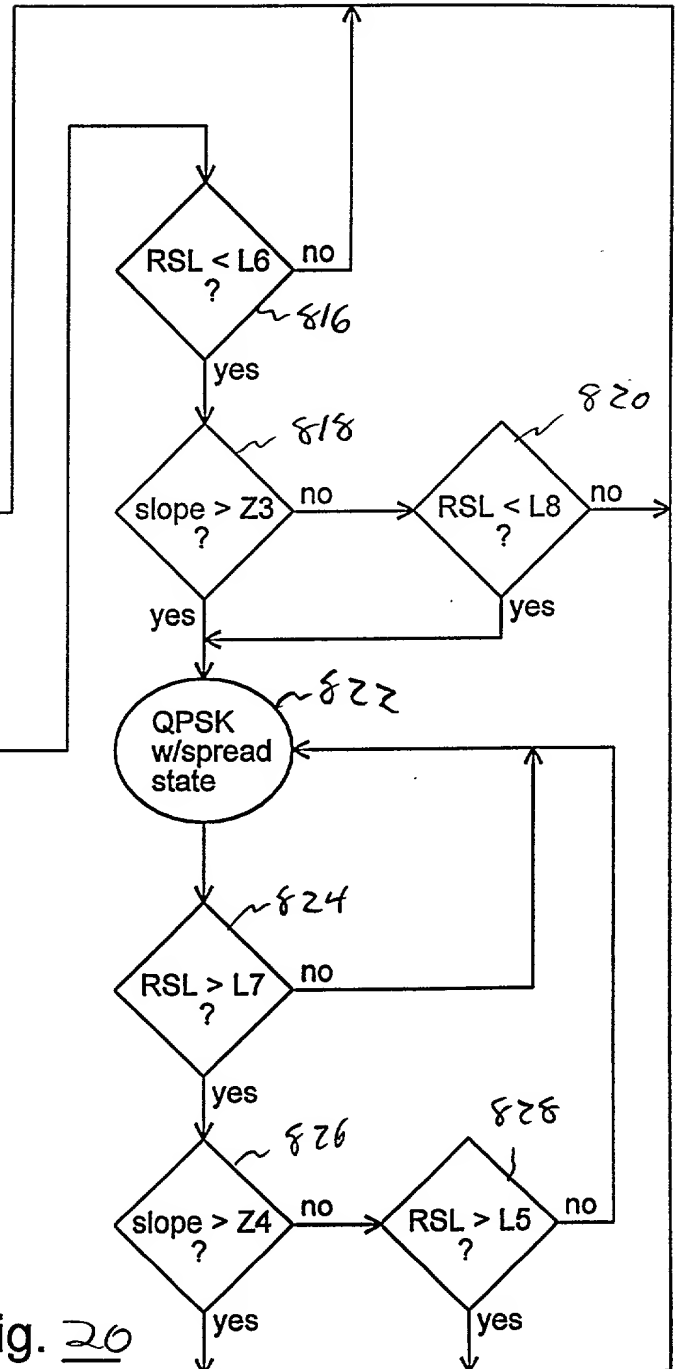 RSL < L6
?
no
816
yes
818
820
slope > Z3
?
no
RSL < L8
?
no
yes
yes
822
QPSK
w/spread
state
824
RSL > L7
?
no
yes
826
828
slope > Z4
?
no
RSL > L5
?
no
yes
yes
ig. 20